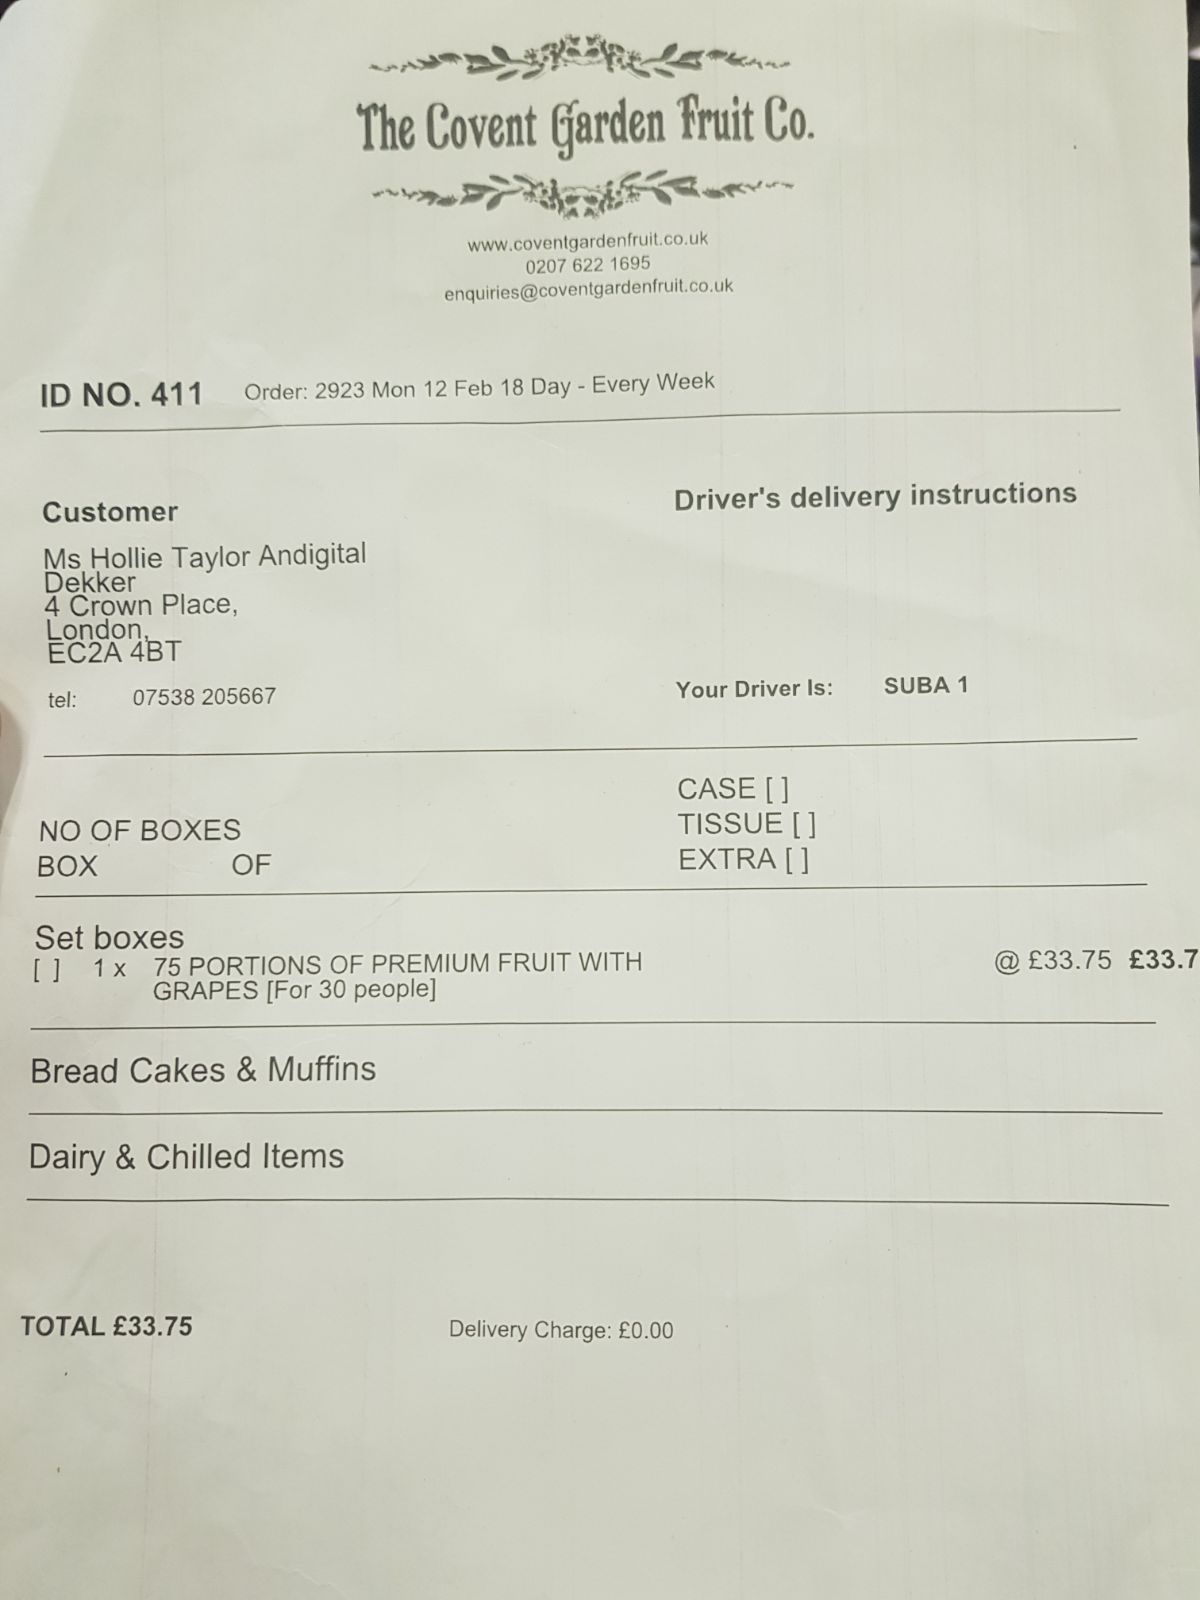 The Covent Garden Fruit Co.
www.coventgardenfruit.co.uk
0207 622 1695
enquiries@coventgardenfruit.co.uk
ID NO. 411 Order: 2923 Mon 12 Feb 18 Day - Every Week
Customer
Driver's delivery instructions
Ms Hollie Taylor Andigital
Dekker
4 Crown Place,
London,
EC2A 4BT
tel: 07538 205667
Your Driver Is: SUBA 1
CASE [ ]
TISSUE [ ]
EXTRA [ ]
NO OF BOXES
BOX OF
Set boxes
[ ] 1 x 75 PORTIONS OF PREMIUM FRUIT WITH @ £33.75 £33.7
GRAPES [For 30 people]
Bread Cakes & Muffins
Dairy & Chilled Items
TOTAL £33.75 Delivery Charge: £0.00